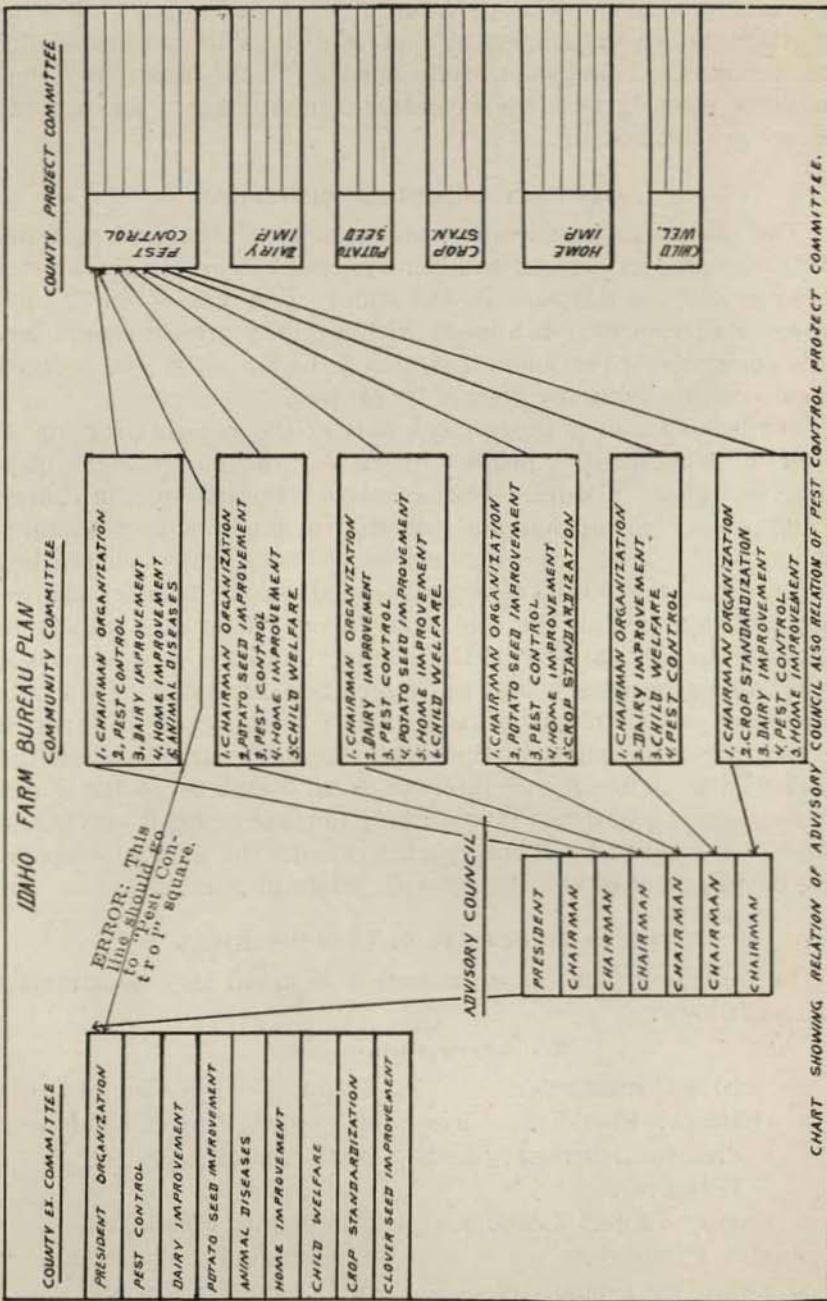 IDAHO FARM BUREAU PLAN
COUNTY EX. COMMITTEE
PRESIDENT ORGANIZATION
PEST CONTROL
DAIRY IMPROVEMENT
POTATO SEED IMPROVEMENT
ANIMAL DISEASES
HOME IMPROVEMENT
CHILD WELFARE
CROP STANDARDIZATION
CLOVER SEED IMPROVEMENT
ERROR: This
line should go
to "Pest Con-
trol" square.
ADVISORY COUNCIL
PRESIDENT
CHAIRMAN
CHAIRMAN
CHAIRMAN
CHAIRMAN
CHAIRMAN
CHAIRMAN
COMMUNITY COMMITTEE
1. CHAIRMAN ORGANIZATION
2. PEST CONTROL
3. DAIRY IMPROVEMENT
4. HOME IMPROVEMENT
5. ANIMAL DISEASES
1. CHAIRMAN ORGANIZATION
2. POTATO SEED IMPROVEMENT
3. PEST CONTROL
4. HOME IMPROVEMENT
5. CHILD WELFARE
1. CHAIRMAN ORGANIZATION
2. DAIRY IMPROVEMENT
3. PEST CONTROL
4. POTATO SEED IMPROVEMENT
5. HOME IMPROVEMENT
6. CHILD WELFARE
1. CHAIRMAN ORGANIZATION
2. POTATO SEED IMPROVEMENT
3. PEST CONTROL
4. HOME IMPROVEMENT
5. CROP STANDARDIZATION
1. CHAIRMAN ORGANIZATION
2. DAIRY IMPROVEMENT
3. CHILD WELFARE
4. PEST CONTROL
1. CHAIRMAN ORGANIZATION
2. CROP STANDARDIZATION
3. DAIRY IMPROVEMENT
4. PEST CONTROL
5. HOME IMPROVEMENT
COUNTY PROJECT COMMITTEE
PEST
CONTROL
DAIRY
IMP.
POTATO
SEED
CROP
STAN.
HOME
IMP.
CHILD
WEL.
CHART SHOWING RELATION OF ADVISORY COUNCIL ALSO RELATION OF PEST CONTROL PROJECT COMMITTEE.